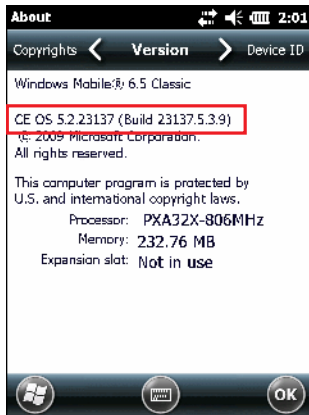 About 2:01
Copyrights Version Device ID
Windows Mobile® 6.5 Classic
CE OS 5.2.23137 (Build 23137.5.3.9)
© 2009 Microsoft Corporation.
All rights reserved.
This computer program is protected by
U.S. and international copyright laws.
Processor: PXA32X-806MHz
Memory: 232.76 MB
Expansion slot: Not in use
OK